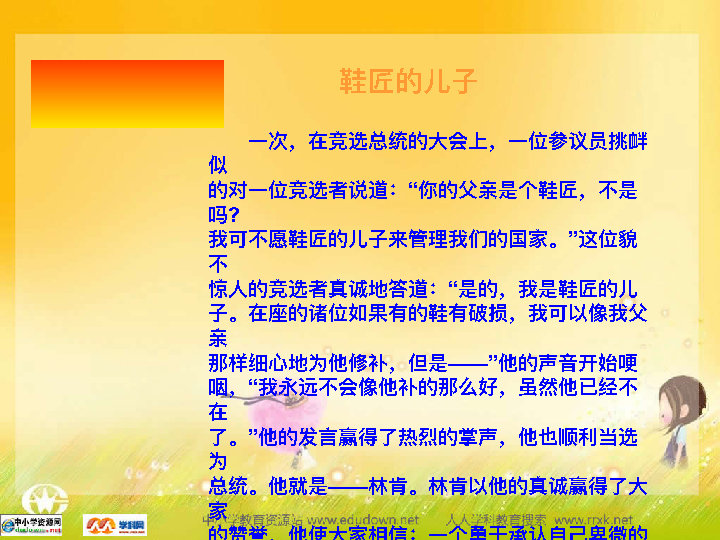 鞋匠的儿子
一次，在竞选总统的大会上，一位参议员挑衅
似
的对一位竞选者说道：“你的父亲是个鞋匠，不是
吗?
我可不愿鞋匠的儿子来管理我们的国家。”这位貌
不
惊人的竞选者真诚地答道：“是的，我是鞋匠的儿
子。在座的诸位如果有的鞋有破损，我可以像我父
亲
那样细心地为他修补，但是——”他的声音开始哽
咽，“我永远不会像他补的那么好，虽然他已经不
在
了。”他的发言赢得了热烈的掌声，他也顺利当选
为
总统。他就是——林肯。林肯以他的真诚赢得了大
家
的赞誉，他使大家相信：一个勇于承认自己卑微的
中小学教育资源站 www.edudown.net 人人学科教育搜索 www.rrxk.net
中小学资源网
学科网